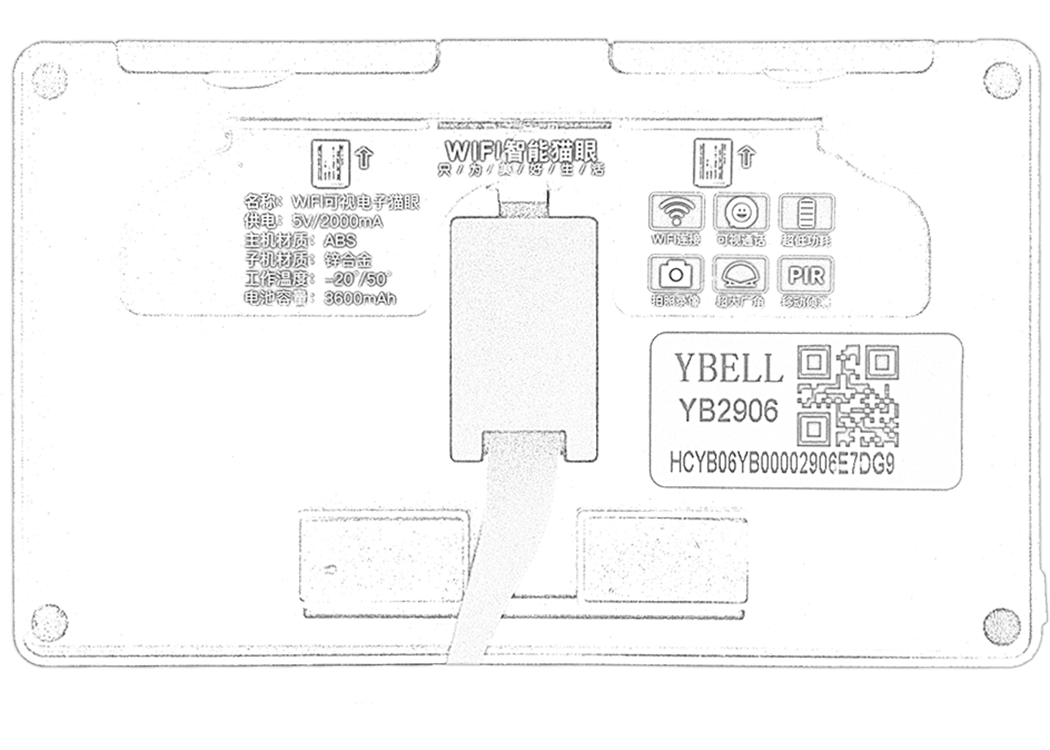 WIFI智能猫眼
只/为/美/好/生/活
名称：WIFI可视电子猫眼
供电：5V/2000mA
主机材质：ABS
子机材质：锌合金
工作温度：-20°/50°
电池容量：3600mAh
WIFI连接 可视通话 超低功耗
PIR
拍照录像 超大广角 移动侦测
YBELL
YB2906
HCYB06YB00002906E7DG9